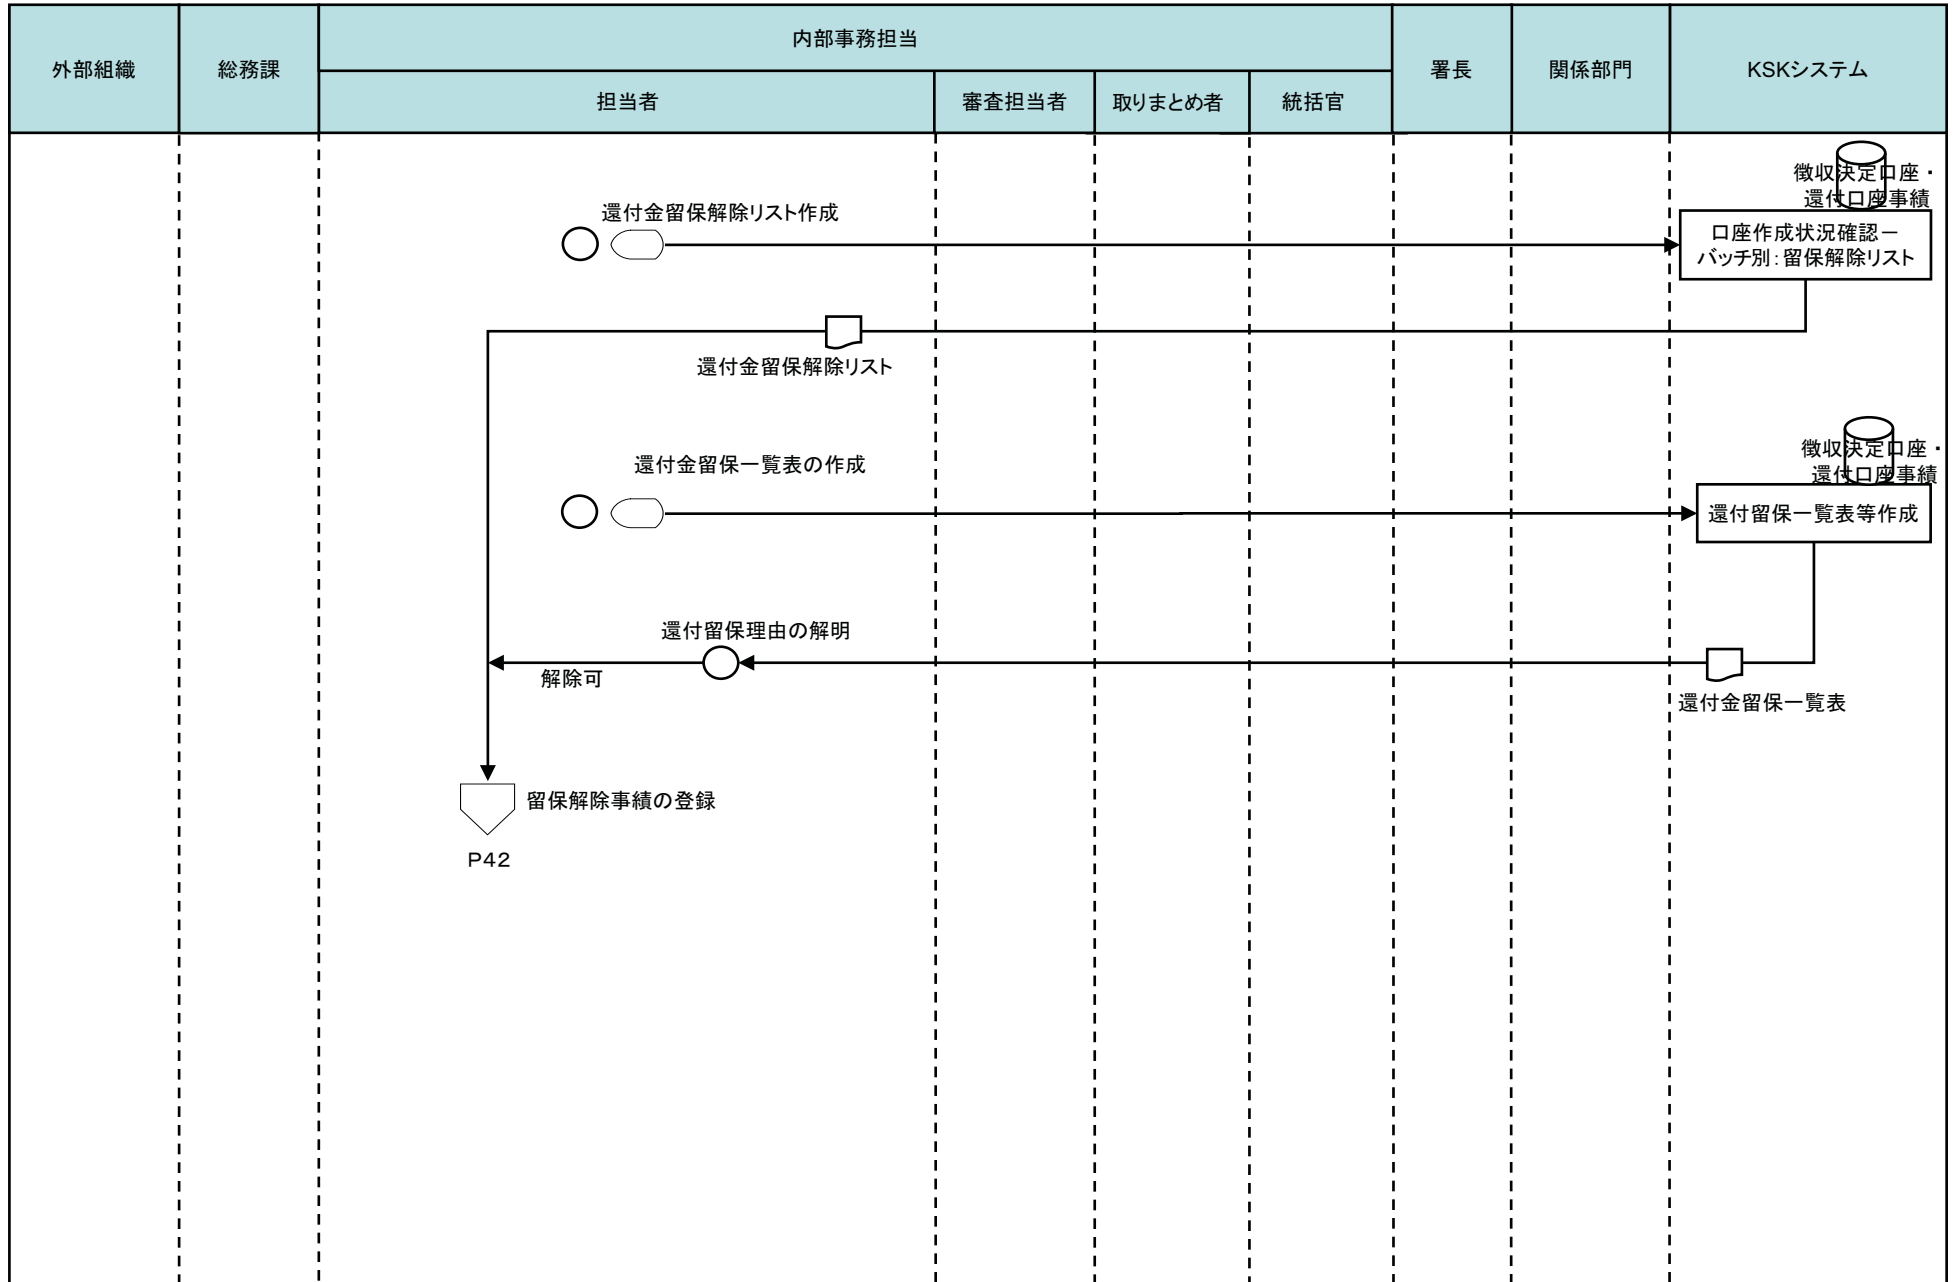 外部組織
総務課
内部事務担当
担当者
審査担当者
取りまとめ者
統括官
署長
関係部門
KSKシステム
徴収決定口座・
還付口座事績
還付金留保解除リスト作成
口座作成状況確認－
バッチ別：留保解除リスト
還付金留保解除リスト
徴収決定口座・
還付口座事績
還付金留保一覧表の作成
還付留保一覧表等作成
還付留保理由の解明
解除可
還付金留保一覧表
留保解除事績の登録
P42